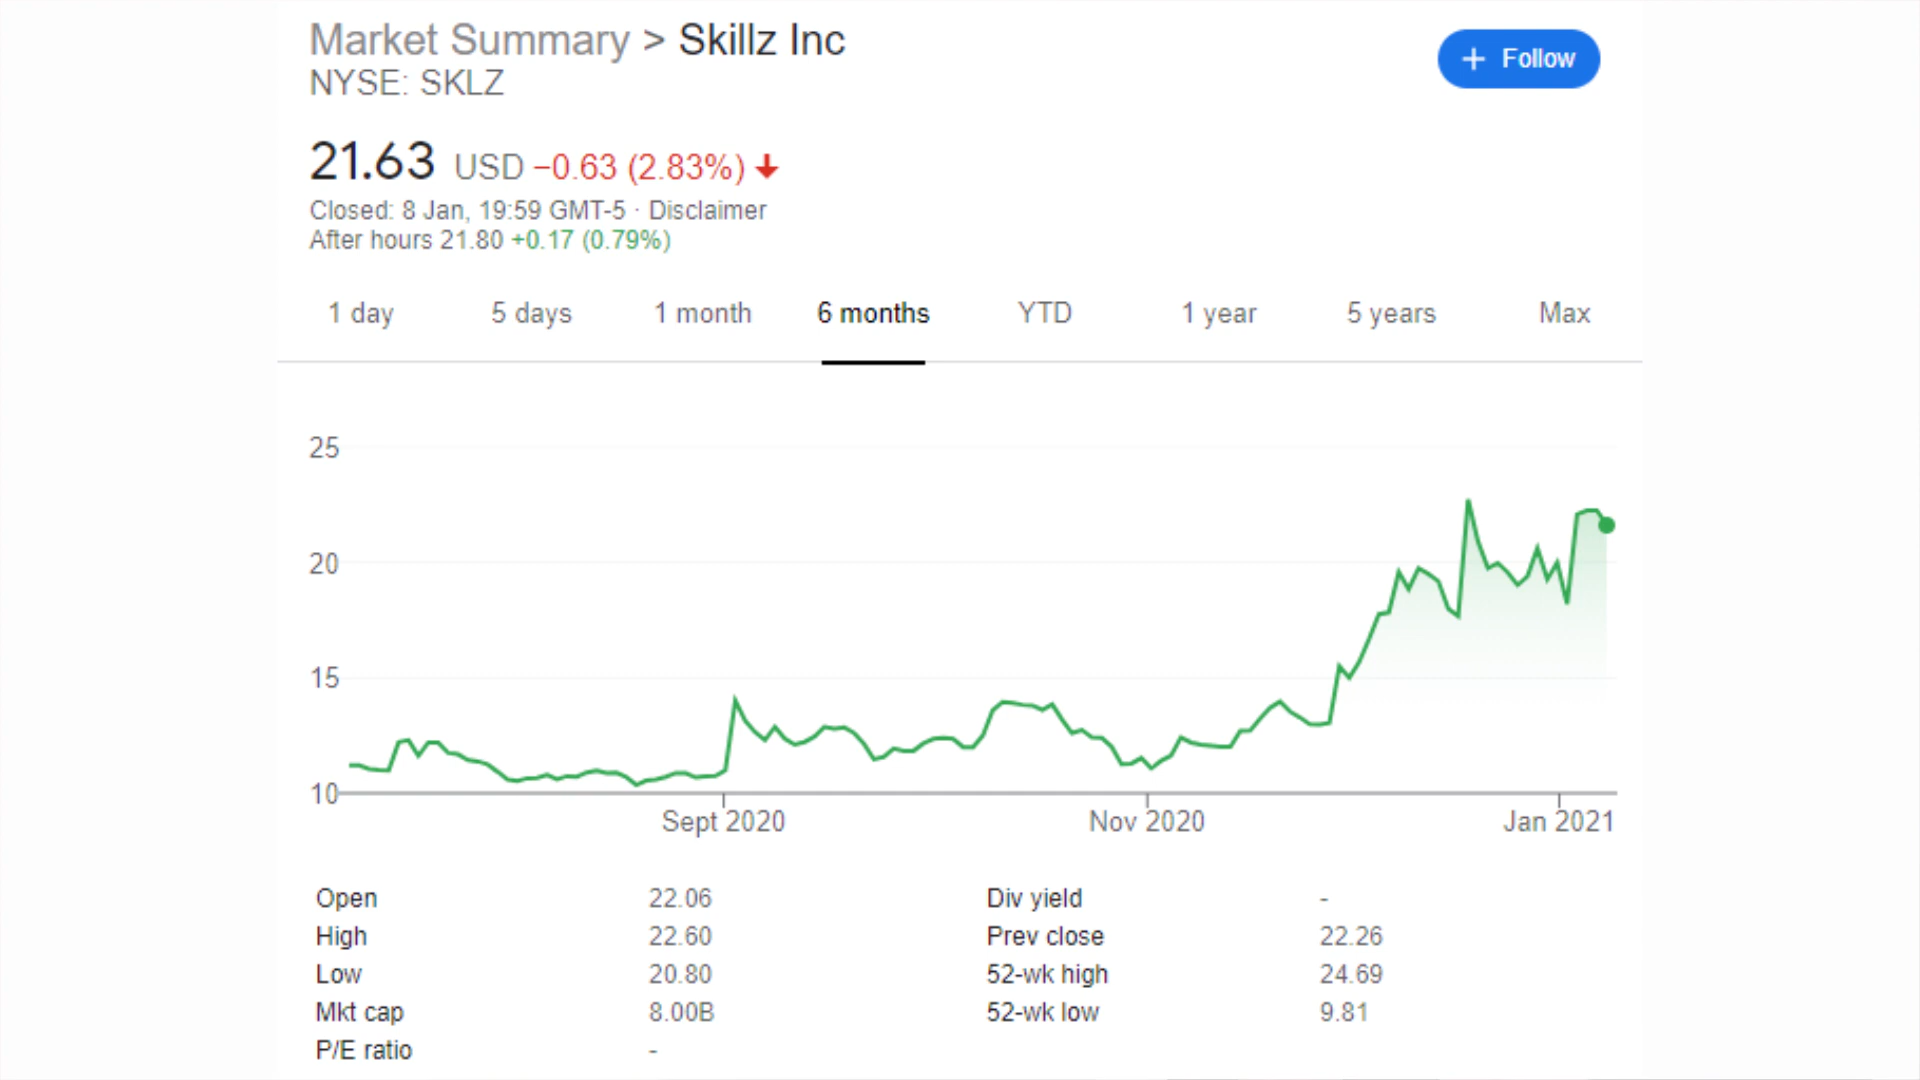 Market Summary > Skillz Inc
NYSE: SKLZ
+ Follow
21.63 USD −0.63 (2.83%)
Closed: 8 Jan, 19:59 GMT-5 · Disclaimer
After hours 21.80 +0.17 (0.79%)
1 day 5 days 1 month 6 months YTD 1 year 5 years Max
25
20
15
10
Sept 2020 Nov 2020 Jan 2021
Open 22.06 Div yield -
High 22.60 Prev close 22.26
Low 20.80 52-wk high 24.69
Mkt cap 8.00B 52-wk low 9.81
P/E ratio -